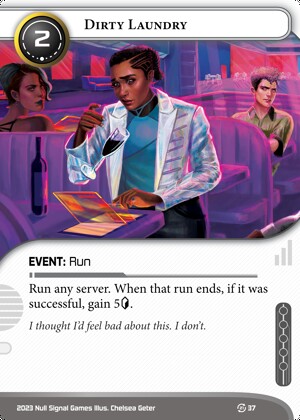 2
Dirty Laundry
EVENT: Run
Run any server. When that run ends, if it was
successful, gain 5.
I thought I'd feel bad about this. I don't.
2023 Null Signal Games Illus. Chelsea Geter
37